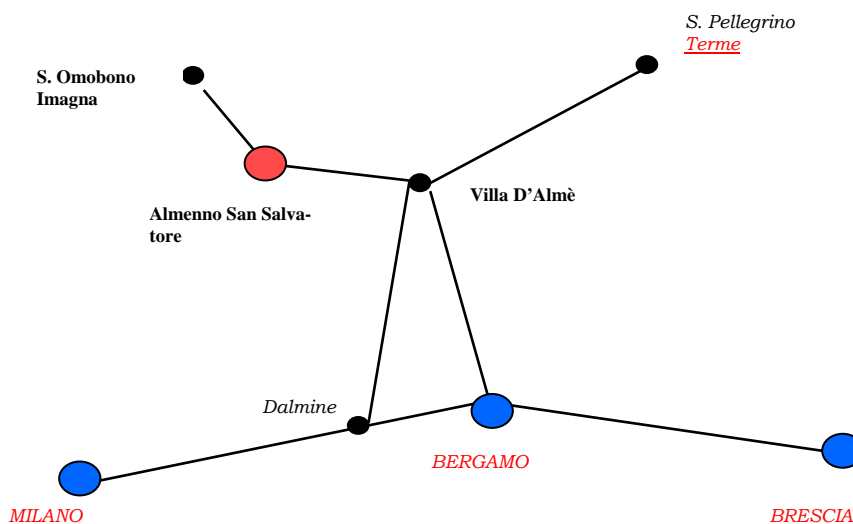 S. Pellegrino
Terme
S. Omobono
Imagna
Villa D'Almè
Almenno San Salva-
tore
Dalmine
BERGAMO
MILANO
BRESCIA